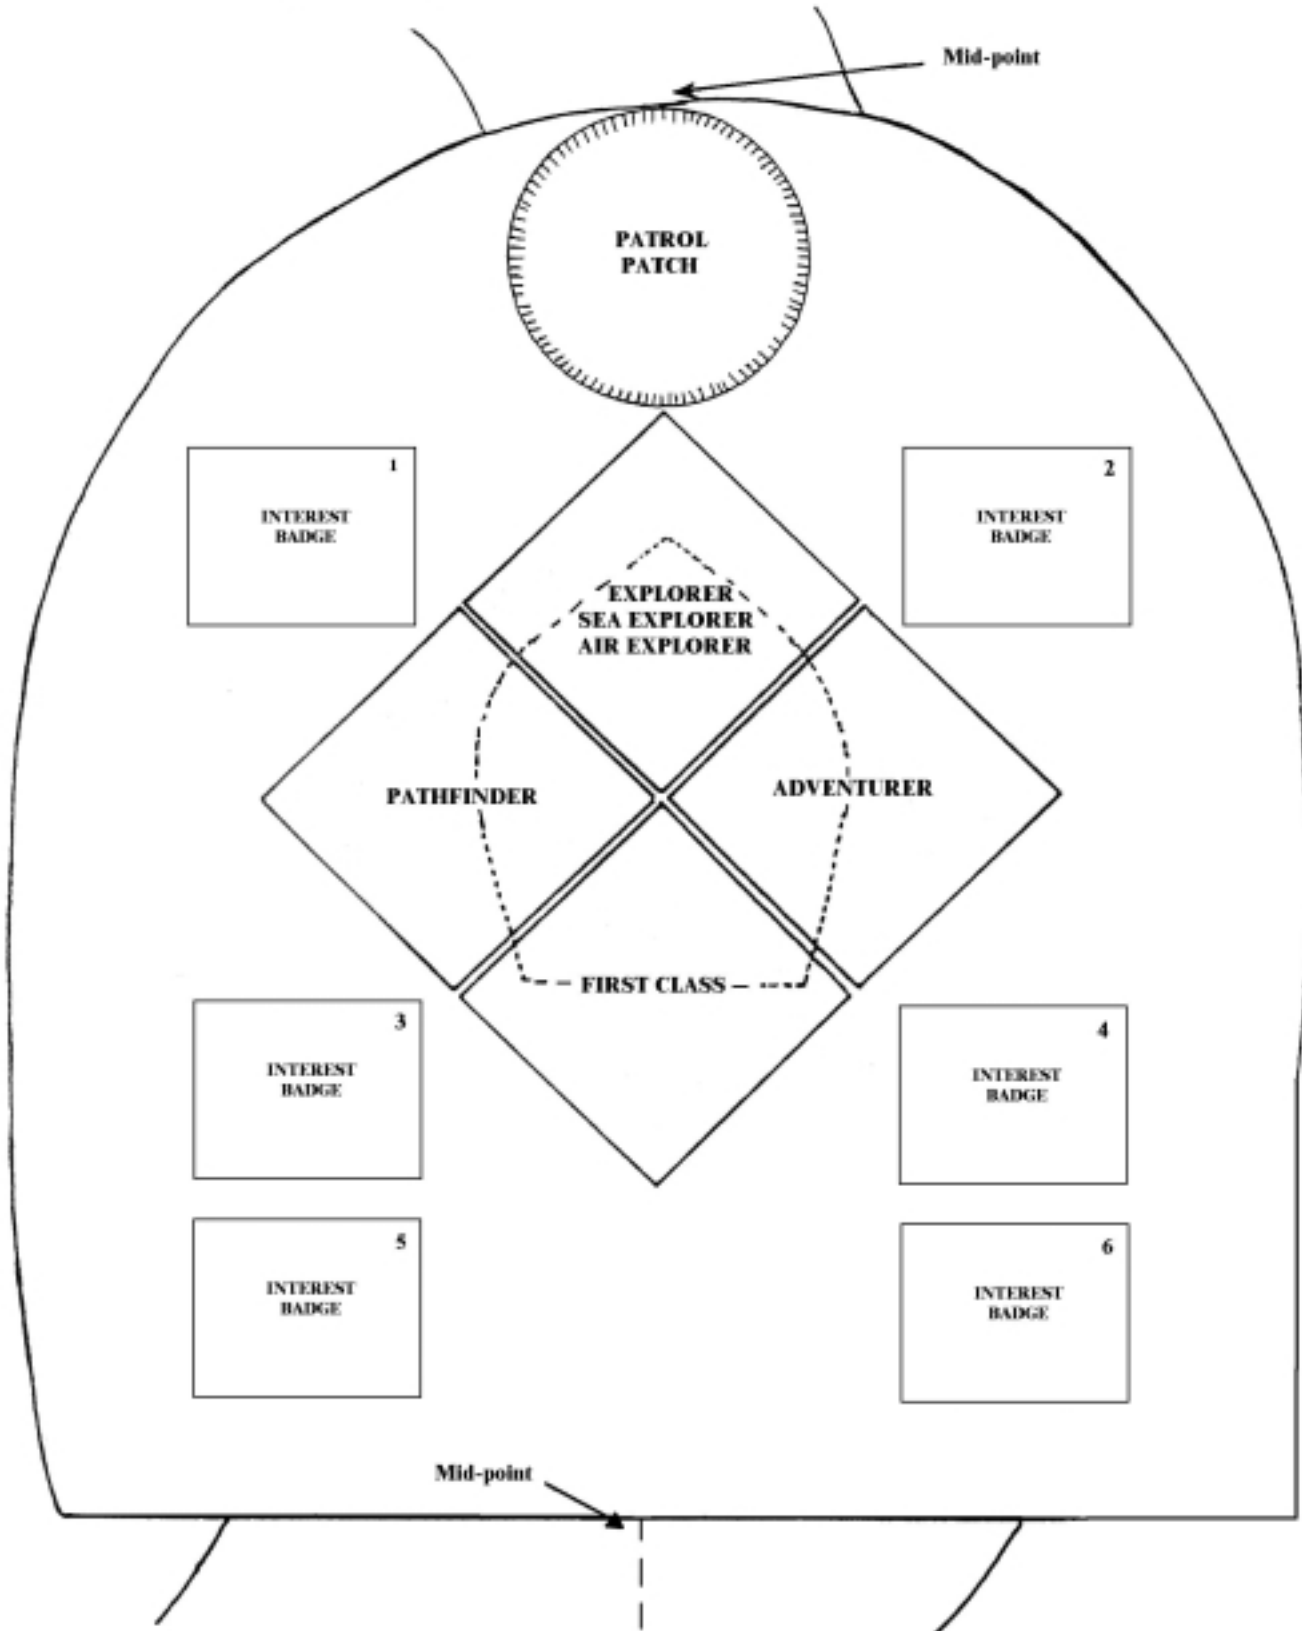 Mid-point
PATROL
PATCH
1
INTEREST
BADGE
2
INTEREST
BADGE
EXPLORER
SEA EXPLORER
AIR EXPLORER
PATHFINDER
ADVENTURER
FIRST CLASS
3
INTEREST
BADGE
4
INTEREST
BADGE
5
INTEREST
BADGE
6
INTEREST
BADGE
Mid-point